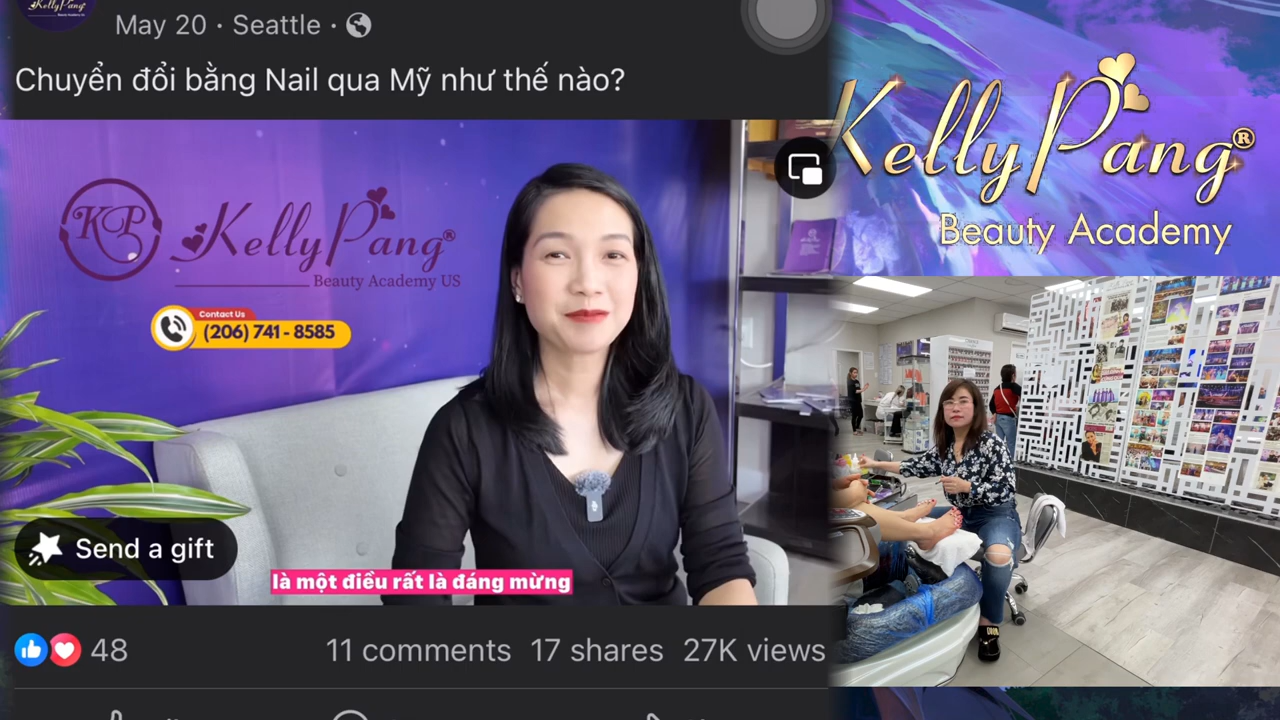 KellyPang
May 20 · Seattle ·
Chuyển đổi bằng Nail qua Mỹ như thế nào?
KP
KellyPang®
Beauty Academy US
Contact Us
(206) 741 - 8585
Send a gift
là một điều rất là đáng mừng
48
11 comments 17 shares 27K views
KellyPang®
Beauty Academy